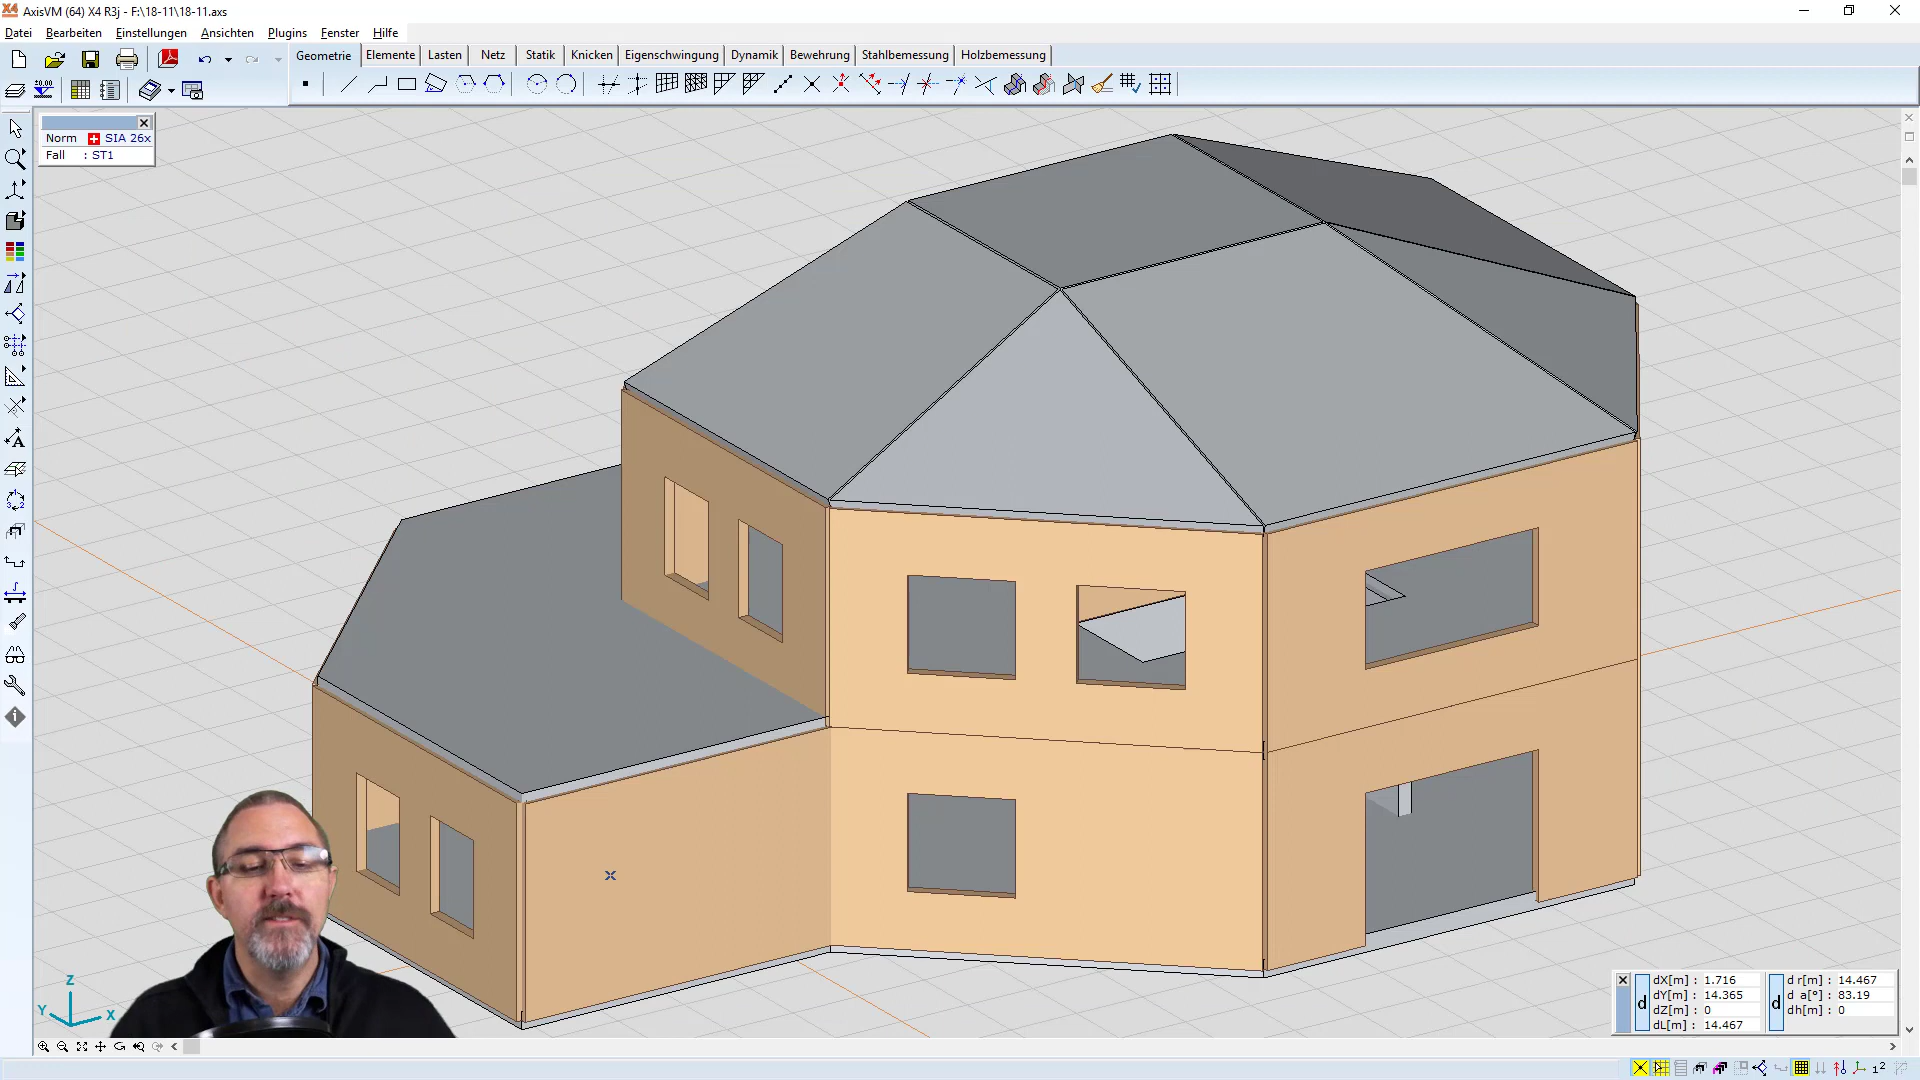 AxisVM (64) X4 R3j - F:\18-11\18-11.axs
Datei Bearbeiten Einstellungen Ansichten Plugins Fenster Hilfe
Geometrie Elemente Lasten Netz Statik Knicken Eigenschwingung Dynamik Bewehrung Stahlbemessung Holzbemessung
Norm SIA 26x
Fall : ST1
Z
Y
X
d
dX[m] : 1.716
dY[m] : 14.365
dZ[m] : 0
dL[m] : 14.467
d
d r[m] : 14.467
d a[°] : 83.19
dh[m] : 0